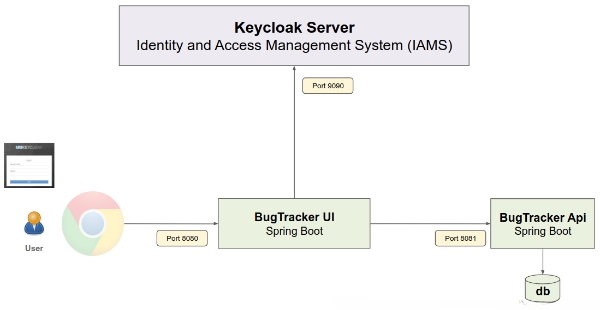 Keycloak Server
Identity and Access Management System (IAMS)
Port 9090
User
Port 8080
BugTracker UI
Spring Boot
Port 8081
BugTracker Api
Spring Boot
db